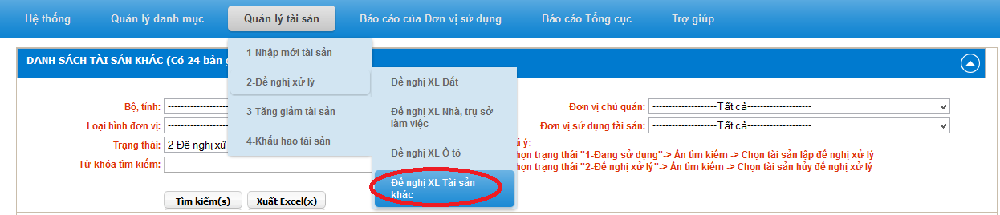 Hệ thống
Quản lý danh mục
Quản lý tài sản
Báo cáo của Đơn vị sử dụng
Báo cáo Tổng cục
Trợ giúp
1-Nhập mới tài sản
2-Đề nghị xử lý
3-Tăng giảm tài sản
4-Khấu hao tài sản
Đề nghị XL Đất
Đề nghị XL Nhà, trụ sở
làm việc
Đề nghị XL Ô tô
Đề nghị XL Tài sản
khác
DANH SÁCH TÀI SẢN KHÁC (Có 24 bản g
Bộ, tỉnh:
Đơn vị chủ quản:
--------------------Tất cả--------------------
Loại hình đơn vị:
Đơn vị sử dụng tài sản:
--------------------Tất cả--------------------
Trạng thái:
2-Đề nghị xử
ú ý:
họn trạng thái "1-Đang sử dụng"-> Ấn tìm kiếm -> Chọn tài sản lập đề nghị xử lý
Từ khóa tìm kiếm:
họn trạng thái "2-Đề nghị xử lý"-> Ấn tìm kiếm -> Chọn tài sản hủy đề nghị xử lý
Tìm kiếm(s)
Xuất Excel(x)